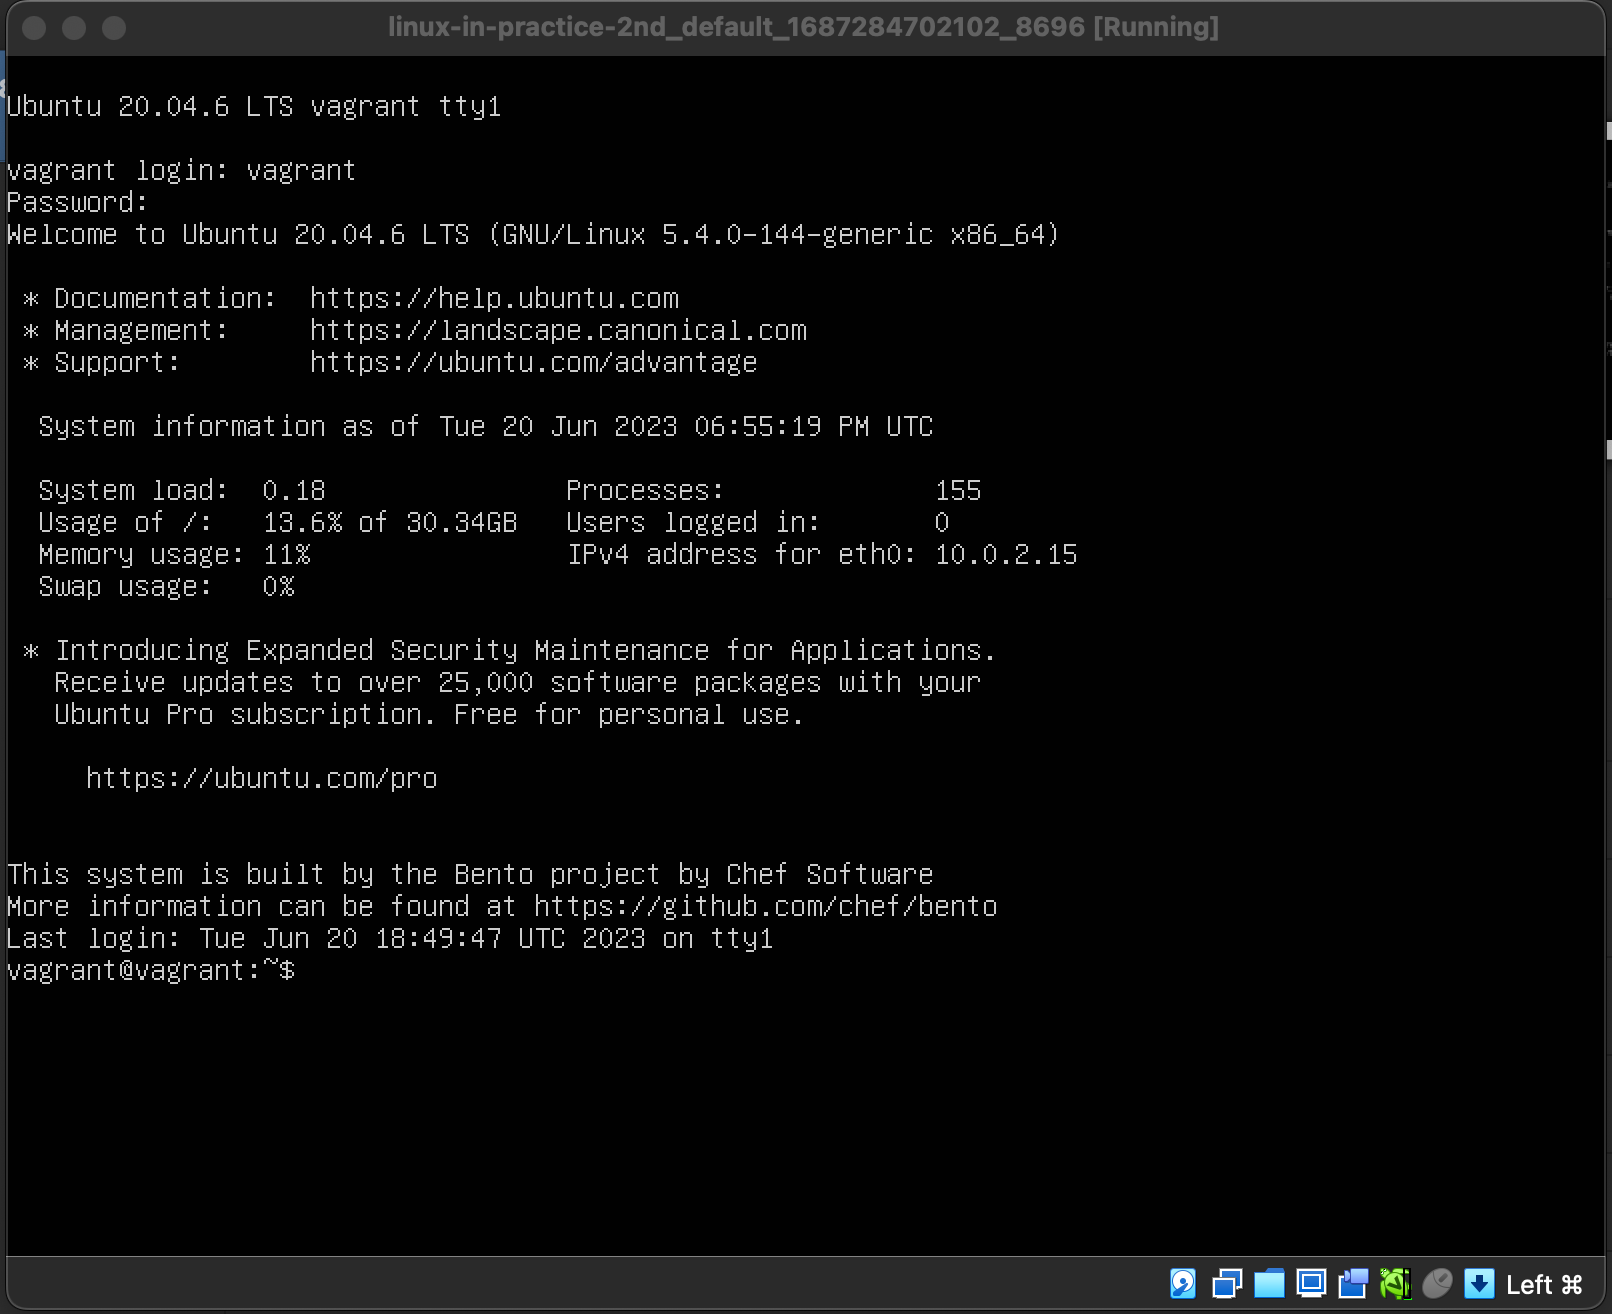 linux-in-practice-2nd_default_1687284702102_8696 [Running]
Ubuntu 20.04.6 LTS vagrant tty1
vagrant login: vagrant
Password:
Welcome to Ubuntu 20.04.6 LTS (GNU/Linux 5.4.0-144-generic x86_64)
* Documentation:  https://help.ubuntu.com
* Management:     https://landscape.canonical.com
* Support:        https://ubuntu.com/advantage
System information as of Tue 20 Jun 2023 06:55:19 PM UTC
System load:  0.18               Processes:             155
Usage of /:   13.6% of 30.34GB   Users logged in:       0
Memory usage: 11%                IPv4 address for eth0: 10.0.2.15
Swap usage:   0%
* Introducing Expanded Security Maintenance for Applications.
Receive updates to over 25,000 software packages with your
Ubuntu Pro subscription. Free for personal use.
https://ubuntu.com/pro
This system is built by the Bento project by Chef Software
More information can be found at https://github.com/chef/bento
Last login: Tue Jun 20 18:49:47 UTC 2023 on tty1
vagrant@vagrant:~$
Left ⌘